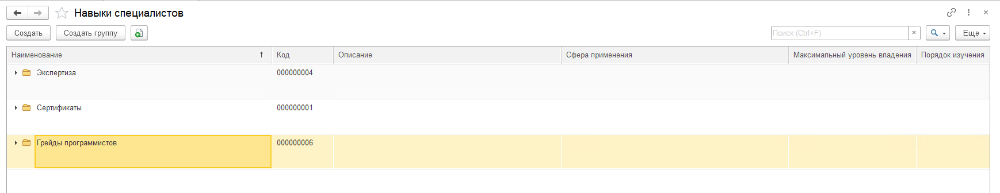 Навыки специалистов
Создать Создать группу Поиск (Ctrl+F) × Еще
Наименование Код Описание Сфера применения Максимальный уровень владения Порядок изучения
Экспертиза 000000004
Сертификаты 000000001
Грейды программистов 000000006